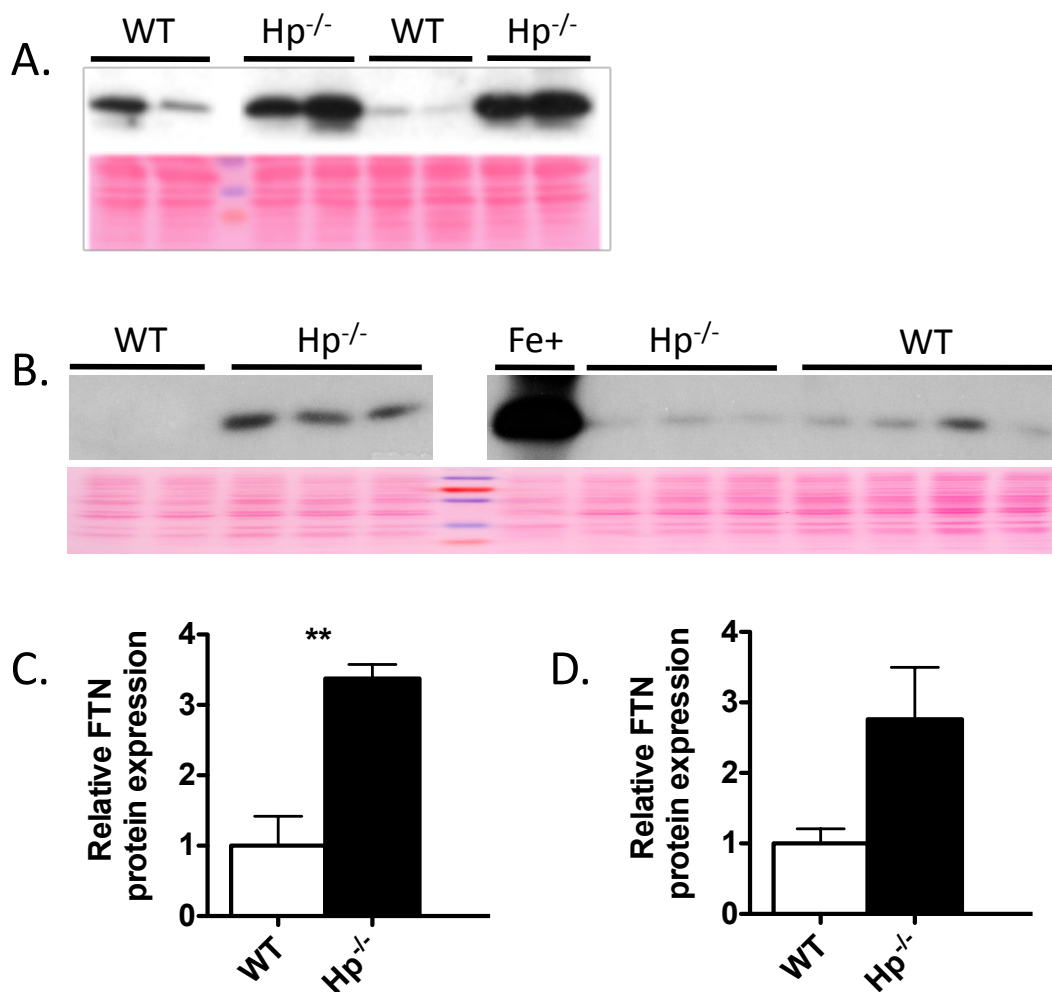 A.
WT Hp-/- WT Hp-/-
B.
WT Hp-/- Fe+ Hp-/- WT
C.
Relative FTN
protein expression
4
3
2
1
0
**
WT
Hp-/-
D.
Relative FTN
protein expression
4
3
2
1
0
WT
Hp-/-